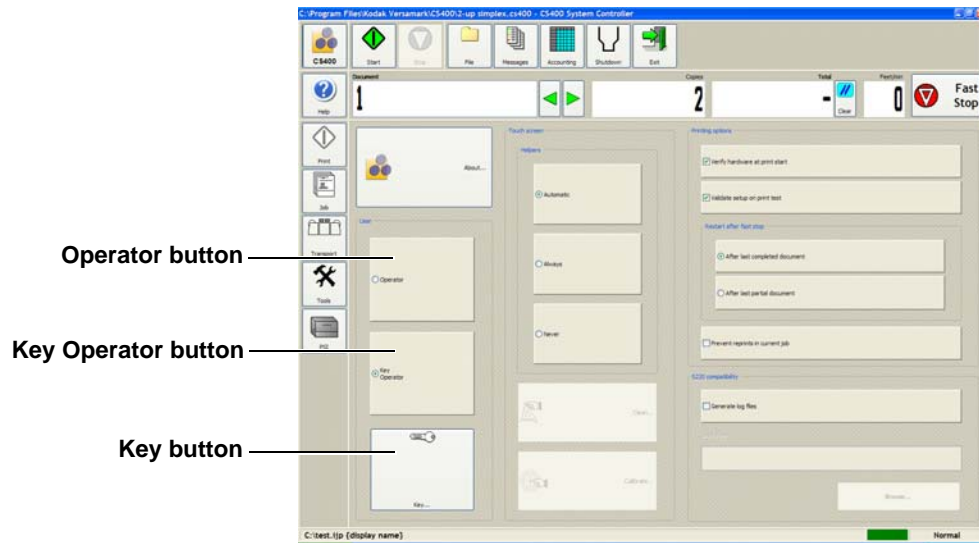 C:\Program Files\Kodak Versamark\CS400\2-up simplex.cs400 - CS400 System Controller
CS400
Start
Stop
File
Messages
Accounting
Shutdown
Exit
Help
Document
1
Copies
2
Total
-
Clear
Feet/min
0
Fast
Stop
Print
Job
Transport
Tools
PII
About...
User
Operator
Key
Operator
Key...
Touch screen
Helpers
Automatic
Always
Never
Clean...
Calibrate...
Printing options
Verify hardware at print start
Validate setup on print test
Restart after fast stop
After last completed document
After last partial document
Prevent reprints in current job
Generate log files
Browse...
C:\test.ijp {display name}
Normal
Operator button
Key Operator button
Key button